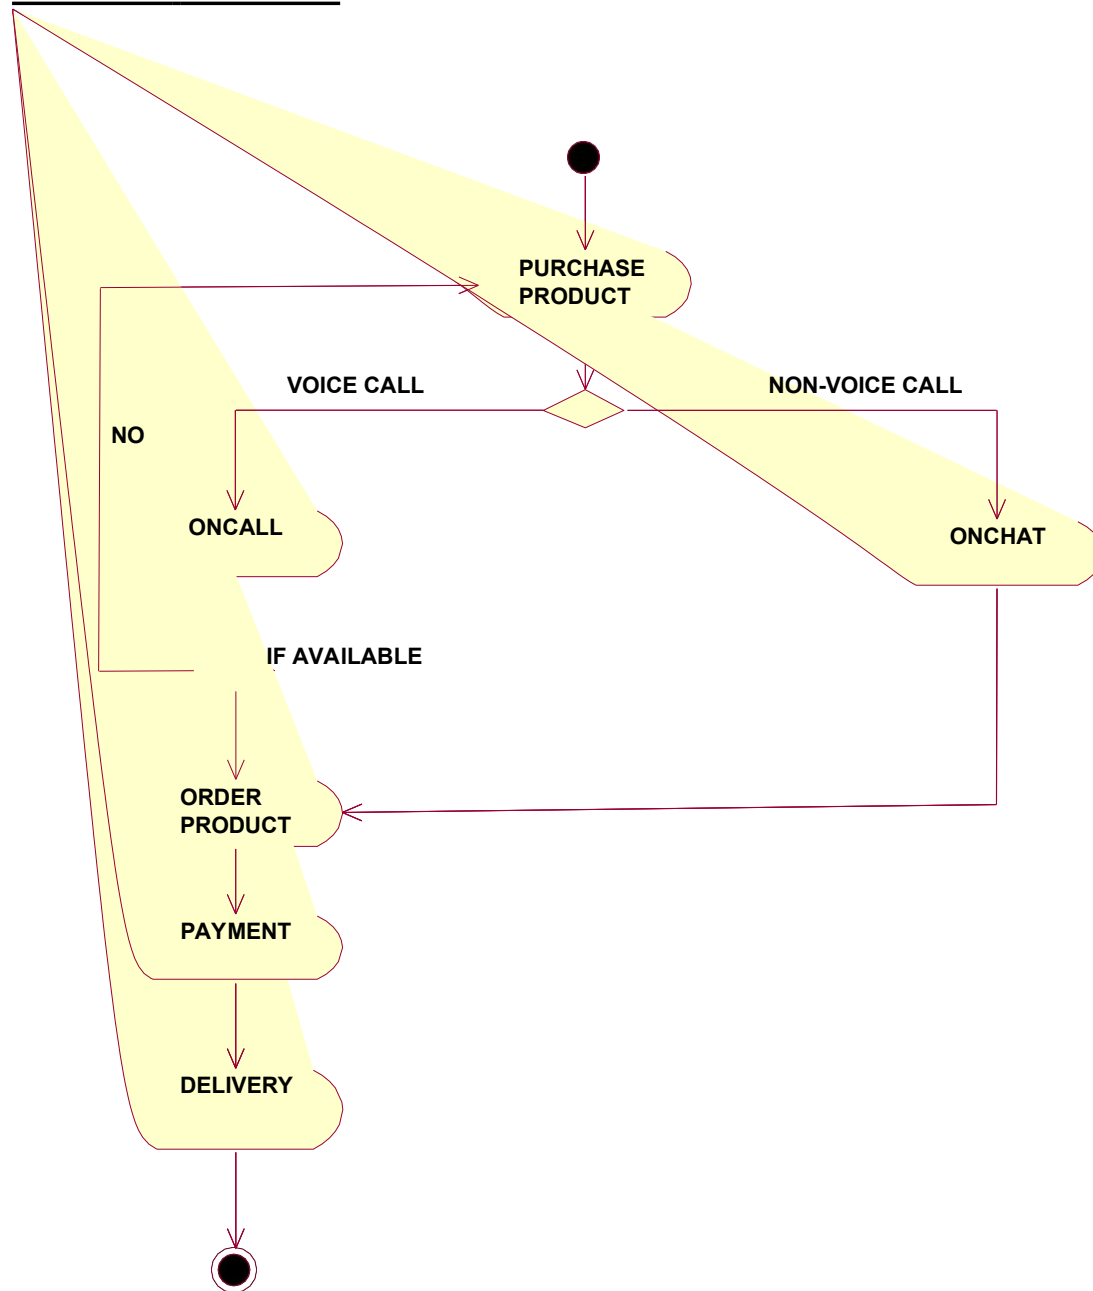 PURCHASE
PRODUCT
VOICE CALL
NON-VOICE CALL
NO
ONCALL
ONCHAT
IF AVAILABLE
ORDER
PRODUCT
PAYMENT
DELIVERY